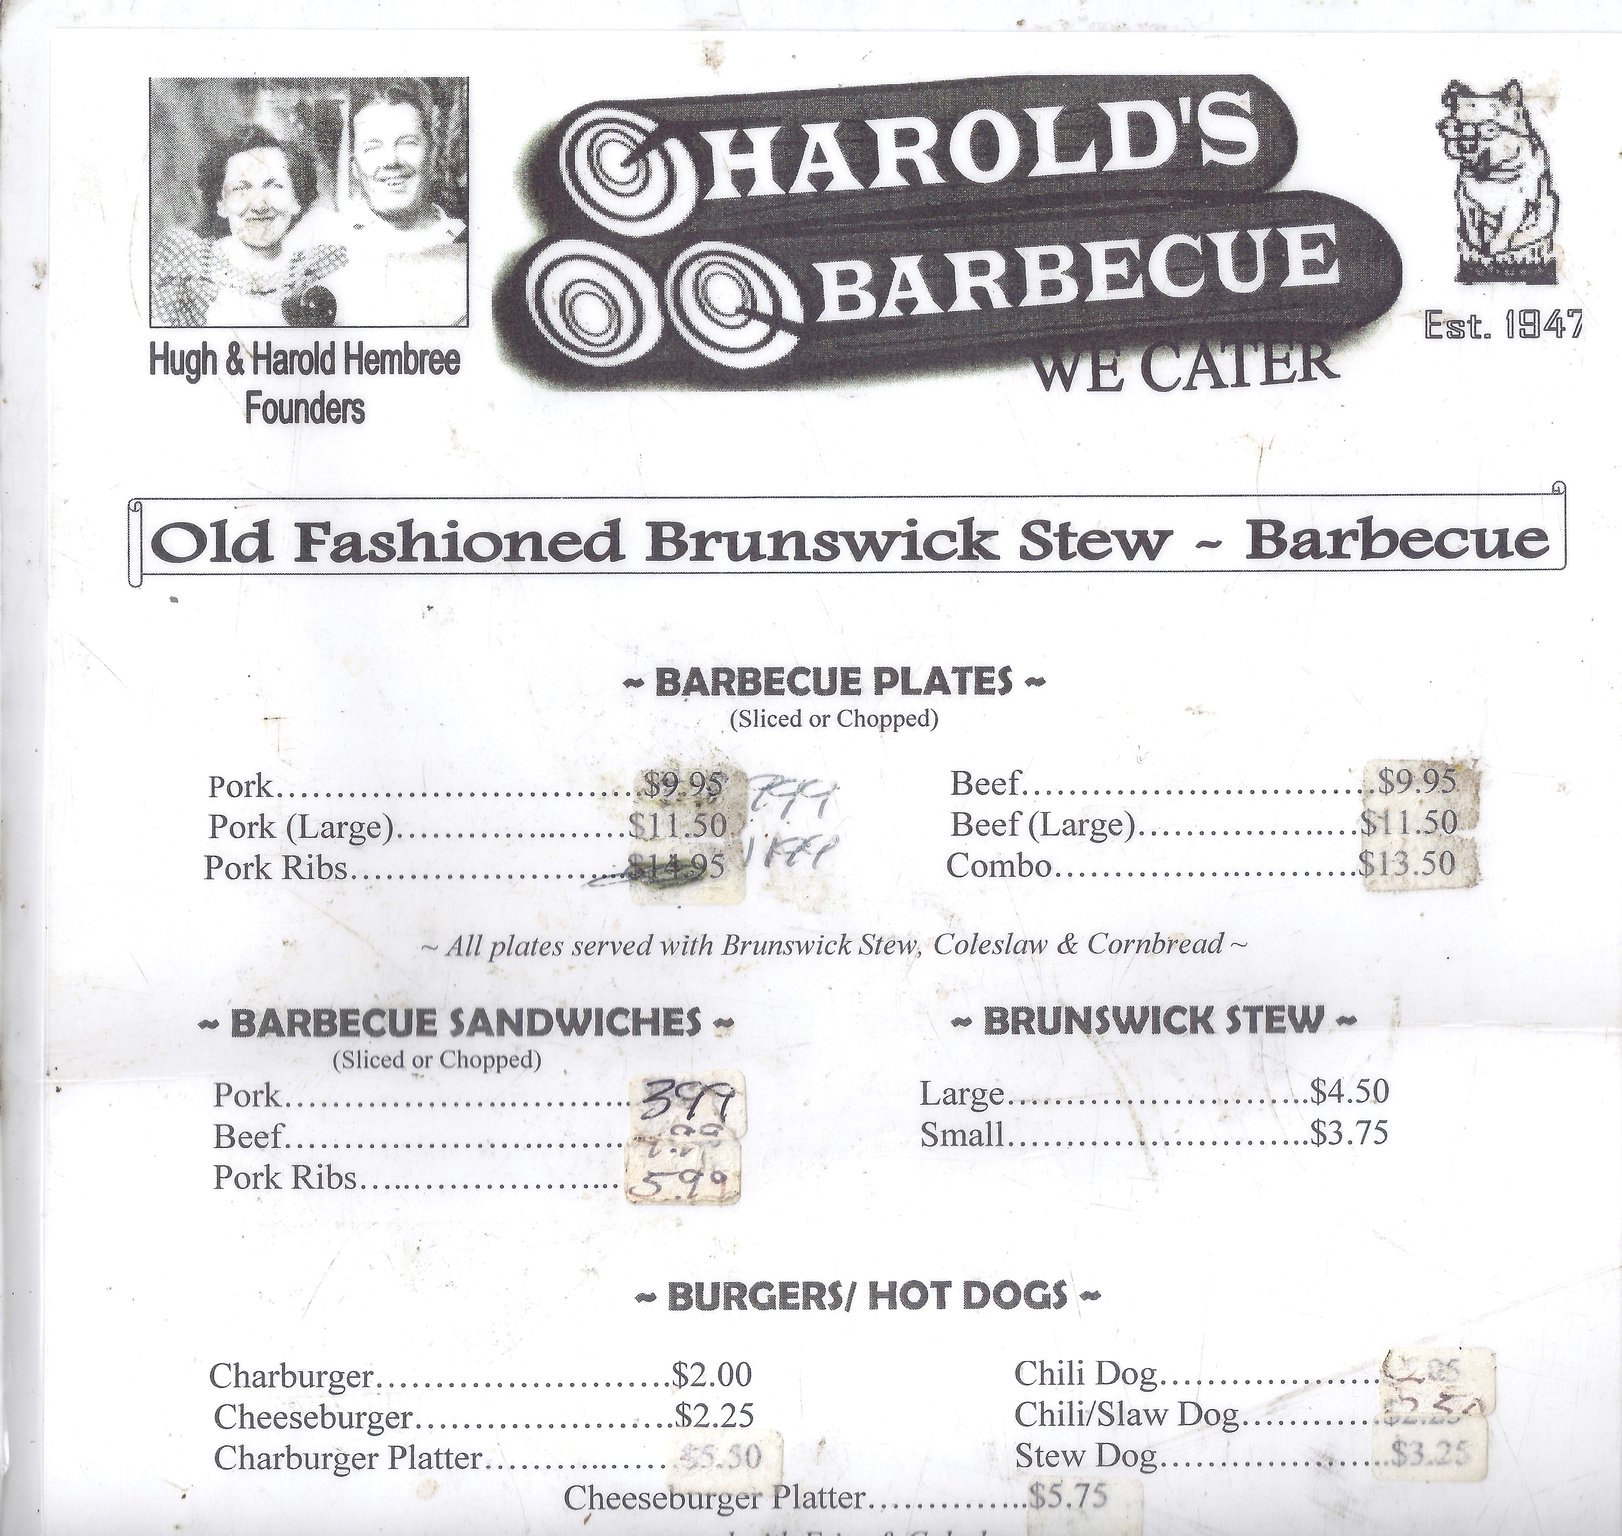 HAROLD'S
BARBECUE
WE CATER
Est. 1947
Hugh & Harold Hembree
Founders
Old Fashioned Brunswick Stew ~ Barbecue
~ BARBECUE PLATES ~
(Sliced or Chopped)
Pork..............................$9.95
Pork (Large)....................$11.50
Pork Ribs........................$14.95
Beef..............................$9.95
Beef (Large)...................$11.50
Combo..........................$13.50
~ All plates served with Brunswick Stew, Coleslaw & Cornbread ~
~ BARBECUE SANDWICHES ~
(Sliced or Chopped)
Pork.............................. 399
Beef..............................
Pork Ribs....................... 5.99
~ BRUNSWICK STEW ~
Large..........................$4.50
Small..........................$3.75
~ BURGERS/ HOT DOGS ~
Charburger.........................$2.00
Cheeseburger......................$2.25
Charburger Platter................$5.50
Chili Dog...................
Chili/Slaw Dog............
Stew Dog....................$3.25
Cheeseburger Platter..............$5.75